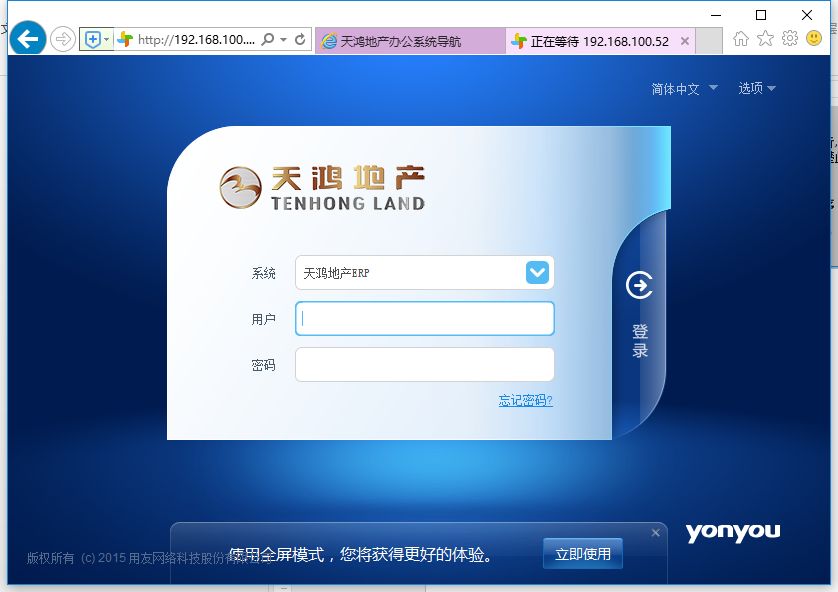 http://192.168.100....
天鸿地产办公系统导航
正在等待 192.168.100.52
简体中文
选项
天鸿地产
TENHONG LAND
系统
天鸿地产ERP
用户
密码
忘记密码?
登录
yonyou
使用全屏模式，您将获得更好的体验。
立即使用
版权所有 (c) 2015 用友网络科技股份有限公司